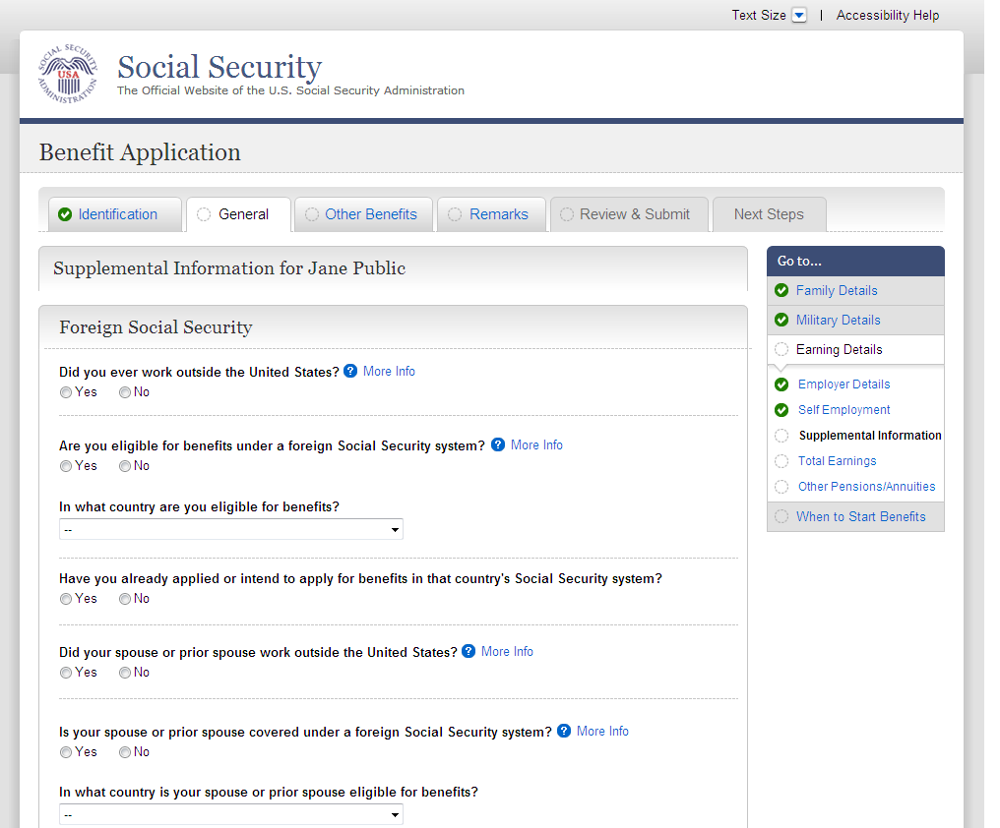 Text Size | Accessibility Help
SOCIAL SECURITY ADMINISTRATION
USA
Social Security
The Official Website of the U.S. Social Security Administration
Benefit Application
Identification General Other Benefits Remarks Review & Submit Next Steps
Supplemental Information for Jane Public
Foreign Social Security
Did you ever work outside the United States? ? More Info
Yes No
Are you eligible for benefits under a foreign Social Security system? ? More Info
Yes No
In what country are you eligible for benefits?
--
Have you already applied or intend to apply for benefits in that country's Social Security system?
Yes No
Did your spouse or prior spouse work outside the United States? ? More Info
Yes No
Is your spouse or prior spouse covered under a foreign Social Security system? ? More Info
Yes No
In what country is your spouse or prior spouse eligible for benefits?
--
Go to...
Family Details
Military Details
Earning Details
Employer Details
Self Employment
Supplemental Information
Total Earnings
Other Pensions/Annuities
When to Start Benefits